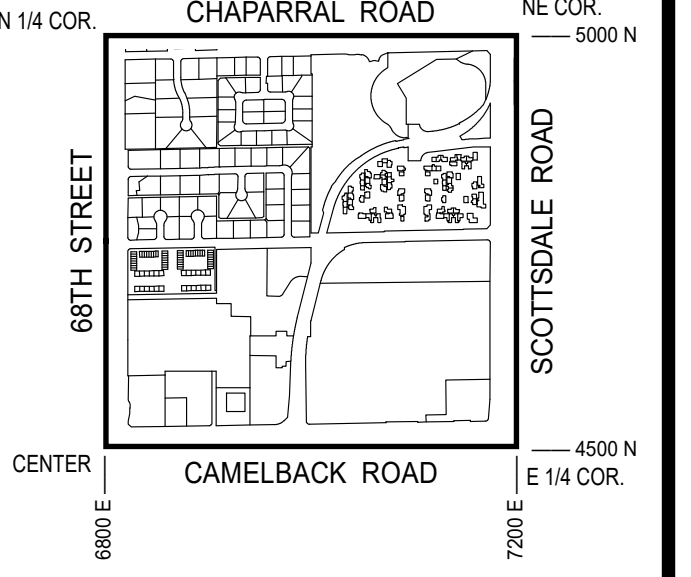 CHAPARRAL ROAD
NE COR.
N 1/4 COR.
5000 N
68TH STREET
SCOTTSDALE ROAD
4500 N
CENTER
CAMELBACK ROAD
E 1/4 COR.
6800 E
7200 E